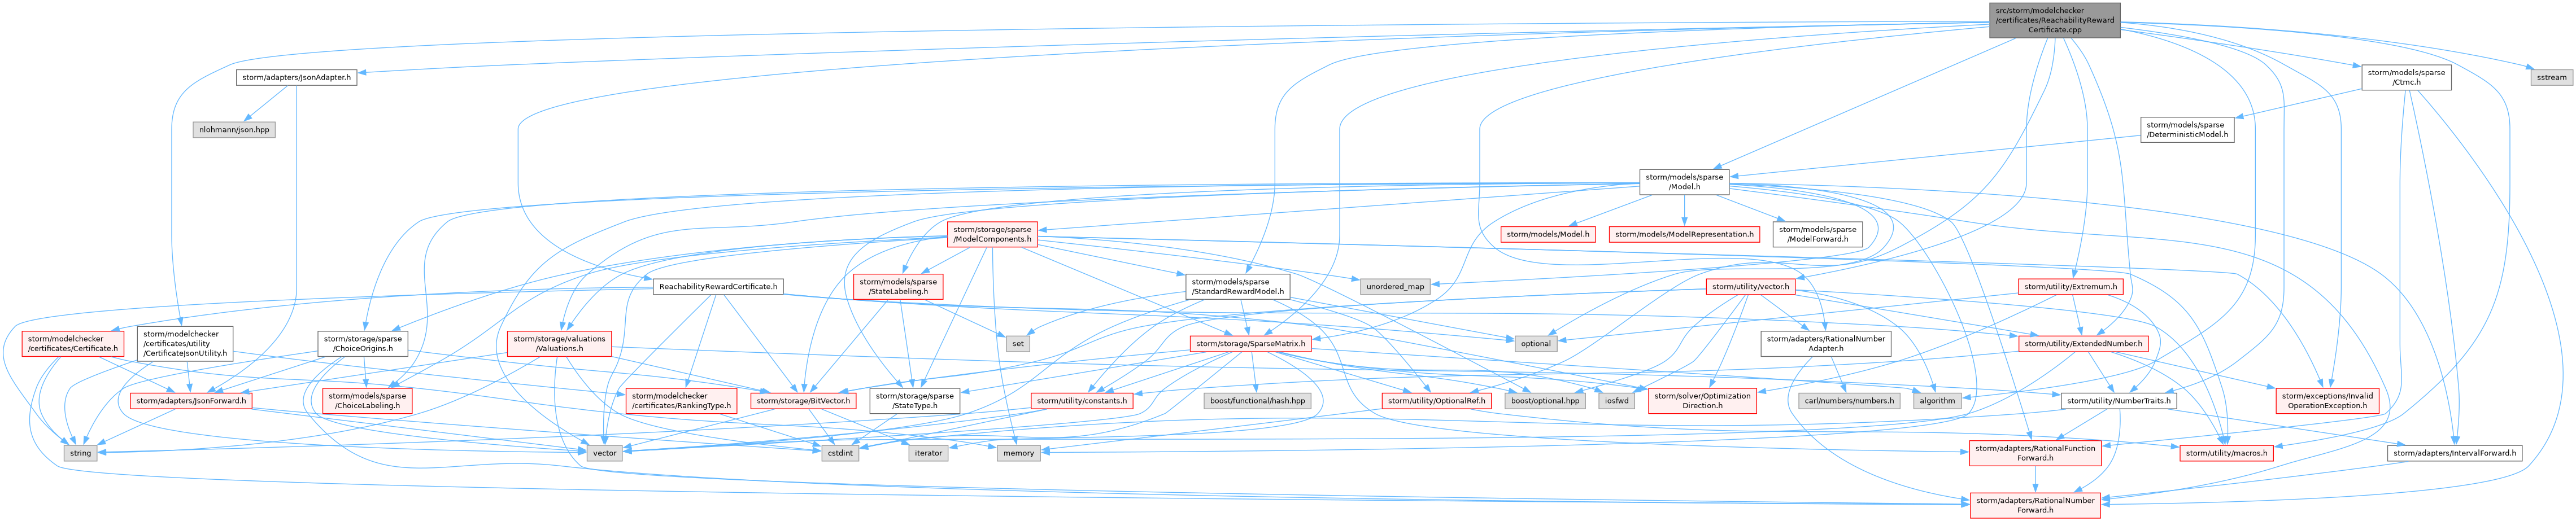 src/storm/modelchecker
/certificates/ReachabilityReward
Certificate.cpp
storm/adapters/JsonAdapter.h
storm/models/sparse
/Ctmc.h
sstream
nlohmann/json.hpp
storm/models/sparse
/DeterministicModel.h
storm/models/sparse
/Model.h
storm/storage/sparse
/ModelComponents.h
storm/models/Model.h
storm/models/ModelRepresentation.h
storm/models/sparse
/ModelForward.h
ReachabilityRewardCertificate.h
storm/models/sparse
/StateLabeling.h
storm/models/sparse
/StandardRewardModel.h
unordered_map
storm/utility/vector.h
storm/utility/Extremum.h
storm/modelchecker
/certificates/Certificate.h
storm/modelchecker
/certificates/utility
/CertificateJsonUtility.h
storm/storage/sparse
/ChoiceOrigins.h
storm/storage/valuations
/Valuations.h
set
storm/storage/SparseMatrix.h
optional
storm/adapters/RationalNumber
Adapter.h
storm/utility/ExtendedNumber.h
storm/adapters/JsonForward.h
storm/models/sparse
/ChoiceLabeling.h
storm/modelchecker
/certificates/RankingType.h
storm/storage/BitVector.h
storm/storage/sparse
/StateType.h
storm/utility/constants.h
boost/functional/hash.hpp
storm/utility/OptionalRef.h
boost/optional.hpp
iosfwd
storm/solver/Optimization
Direction.h
carl/numbers/numbers.h
algorithm
storm/utility/NumberTraits.h
storm/exceptions/Invalid
OperationException.h
string
vector
cstdint
iterator
memory
storm/adapters/RationalFunction
Forward.h
storm/utility/macros.h
storm/adapters/IntervalForward.h
storm/adapters/RationalNumber
Forward.h